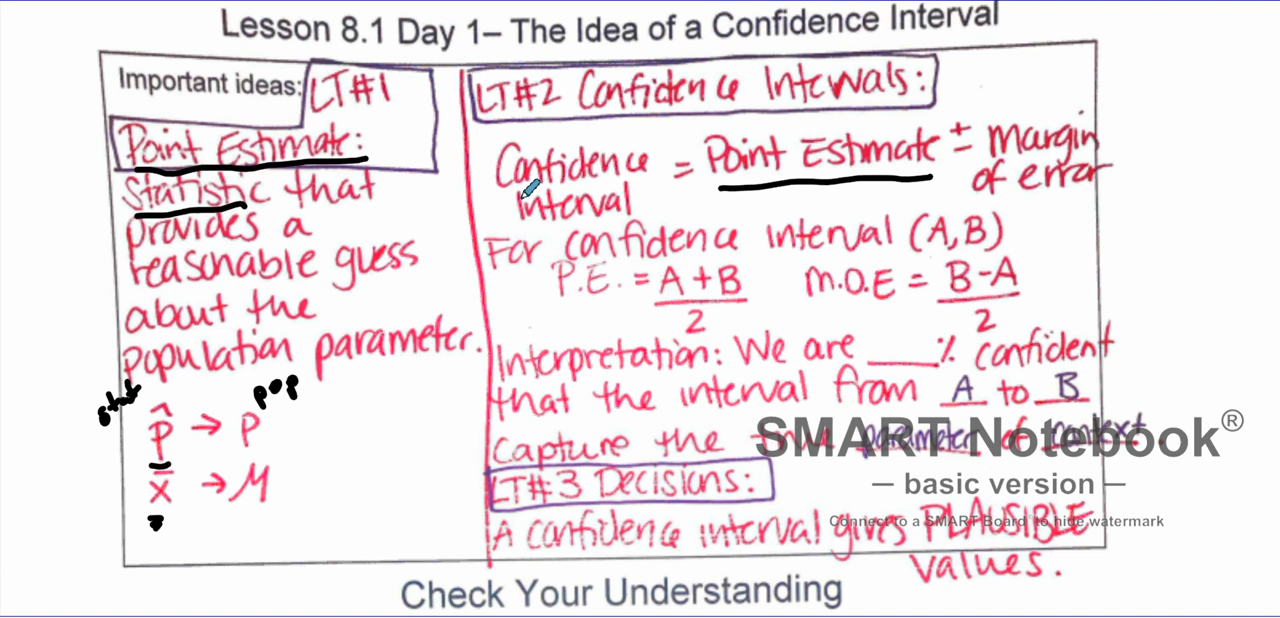 Lesson 8.1 Day 1– The Idea of a Confidence Interval
Important ideas: LT#1
Point Estimate:
Statistic that
provides a
reasonable guess
about the
population parameter.
stat pop
p̂ → p
x̄ → M
LT#2 Confidence Intervals:
Confidence interval = Point Estimate ± margin of error
For confidence interval (A,B)
P.E. = A+B / 2 M.O.E = B-A / 2
Interpretation: We are ___% confident
that the interval from A to B
capture the true parameter of context.
LT#3 Decisions:
A confidence interval gives PLAUSIBLE
values.
SMART Notebook®
— basic version —
Connect to a SMART Board to hide watermark
Check Your Understanding